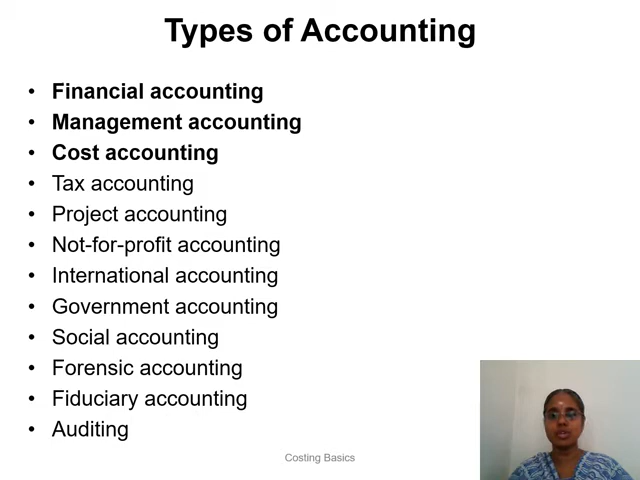 Types of Accounting
• Financial accounting
• Management accounting
• Cost accounting
• Tax accounting
• Project accounting
• Not-for-profit accounting
• International accounting
• Government accounting
• Social accounting
• Forensic accounting
• Fiduciary accounting
• Auditing
Costing Basics